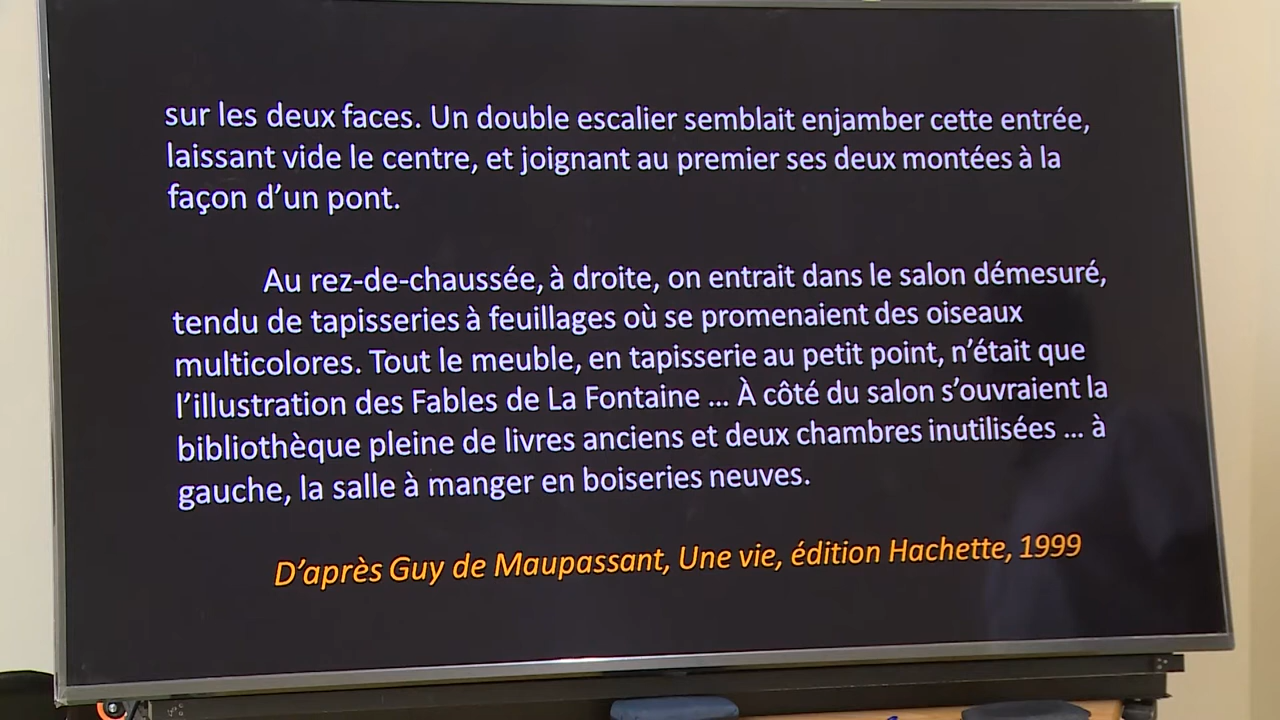 sur les deux faces. Un double escalier semblait enjamber cette entrée,
laissant vide le centre, et joignant au premier ses deux montées à la
façon d’un pont.
Au rez-de-chaussée, à droite, on entrait dans le salon démesuré,
tendu de tapisseries à feuillages où se promenaient des oiseaux
multicolores. Tout le meuble, en tapisserie au petit point, n’était que
l’illustration des Fables de La Fontaine ... À côté du salon s’ouvraient la
bibliothèque pleine de livres anciens et deux chambres inutilisées ... à
gauche, la salle à manger en boiseries neuves.
D’après Guy de Maupassant, Une vie, édition Hachette, 1999